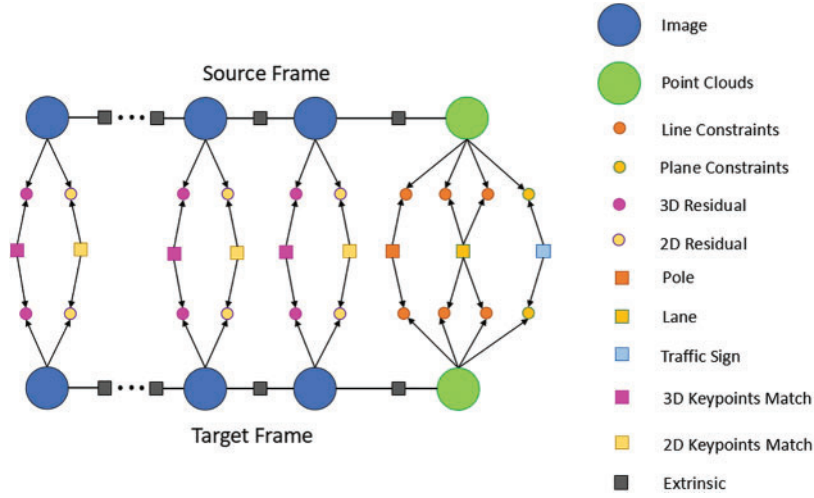 Source Frame
Target Frame
Image
Point Clouds
Line Constraints
Plane Constraints
3D Residual
2D Residual
Pole
Lane
Traffic Sign
3D Keypoints Match
2D Keypoints Match
Extrinsic